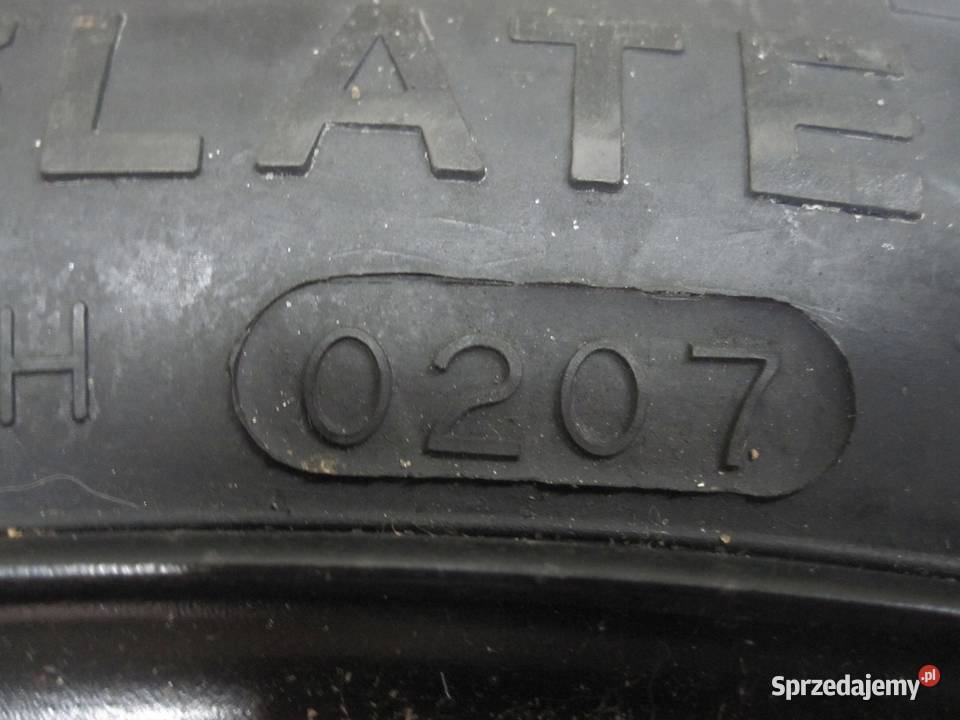 LATE
H 0207
Sprzedajemy.pl